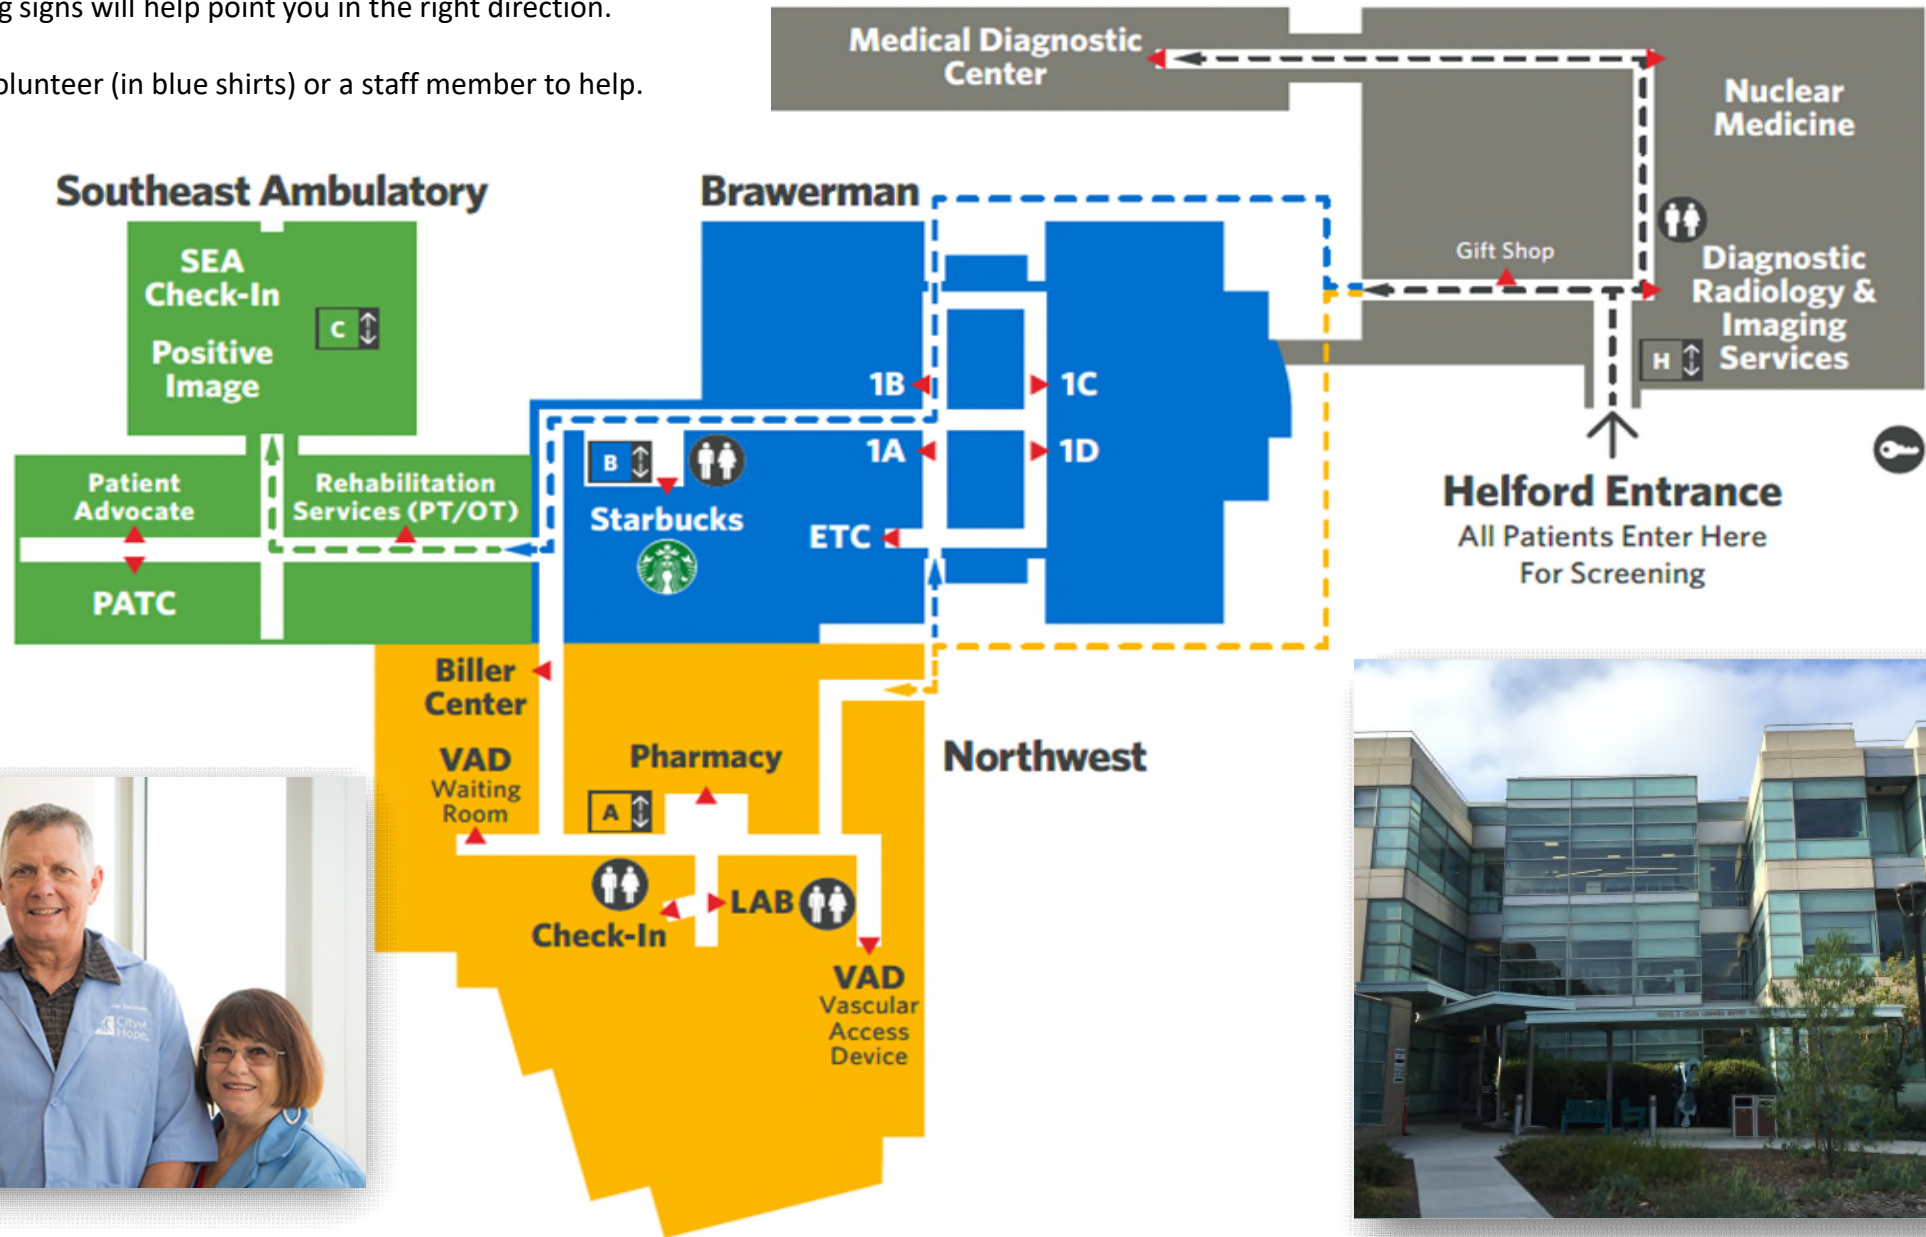 g signs will help point you in the right direction.
olunteer (in blue shirts) or a staff member to help.
Medical Diagnostic
Center
Nuclear
Medicine
Southeast Ambulatory
Brawerman
SEA
Check-In
Positive
Image
C
Gift Shop
Diagnostic
Radiology &
Imaging
Services
H
1B
1C
1A
1D
B
Patient
Advocate
Rehabilitation
Services (PT/OT)
Starbucks
ETC
PATC
Helford Entrance
All Patients Enter Here
For Screening
Biller
Center
VAD
Waiting
Room
Pharmacy
Northwest
A
Check-In
LAB
VAD
Vascular
Access
Device
City of
Hope